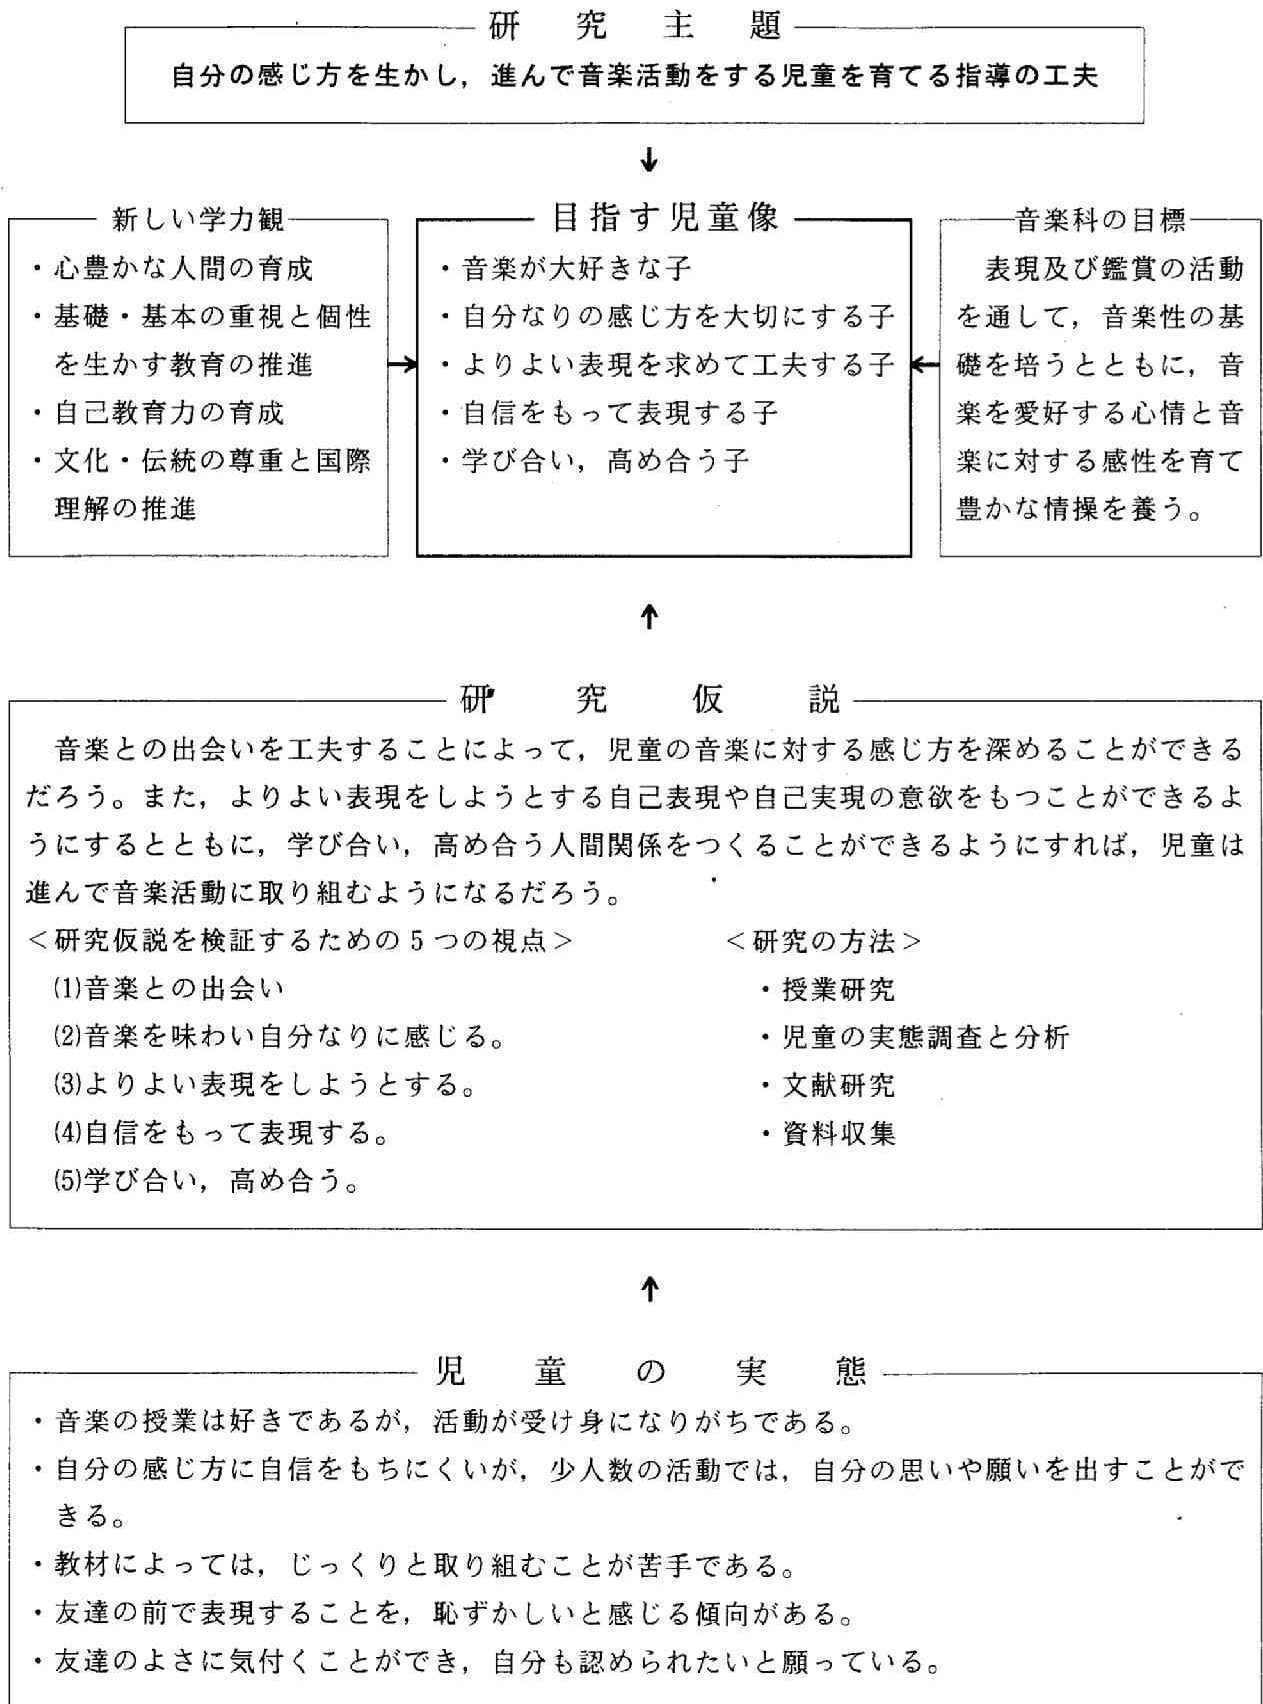 研究主題
自分の感じ方を生かし，進んで音楽活動をする児童を育てる指導の工夫
↓
新しい学力観
・心豊かな人間の育成
・基礎・基本の重視と個性
を生かす教育の推進
・自己教育力の育成
・文化・伝統の尊重と国際
理解の推進
→
目指す児童像
・音楽が大好きな子
・自分なりの感じ方を大切にする子
・よりよい表現を求めて工夫する子
・自信をもって表現する子
・学び合い，高め合う子
←
音楽科の目標
表現及び鑑賞の活動
を通して，音楽性の基
礎を培うとともに，音
楽を愛好する心情と音
楽に対する感性を育て
豊かな情操を養う。
↑
研究仮説
音楽との出会いを工夫することによって，児童の音楽に対する感じ方を深めることができる
だろう。また，よりよい表現をしようとする自己表現や自己実現の意欲をもつことができるよ
うにするとともに，学び合い，高め合う人間関係をつくることができるようにすれば，児童は
進んで音楽活動に取り組むようになるだろう。
＜研究仮説を検証するための5つの視点＞
⑴音楽との出会い
⑵音楽を味わい自分なりに感じる。
⑶よりよい表現をしようとする。
⑷自信をもって表現する。
⑸学び合い，高め合う。
＜研究の方法＞
・授業研究
・児童の実態調査と分析
・文献研究
・資料収集
↑
児童の実態
・音楽の授業は好きであるが，活動が受け身になりがちである。
・自分の感じ方に自信をもちにくいが，少人数の活動では，自分の思いや願いを出すことがで
きる。
・教材によっては，じっくりと取り組むことが苦手である。
・友達の前で表現することを，恥ずかしいと感じる傾向がある。
・友達のよさに気付くことができ，自分も認められたいと願っている。